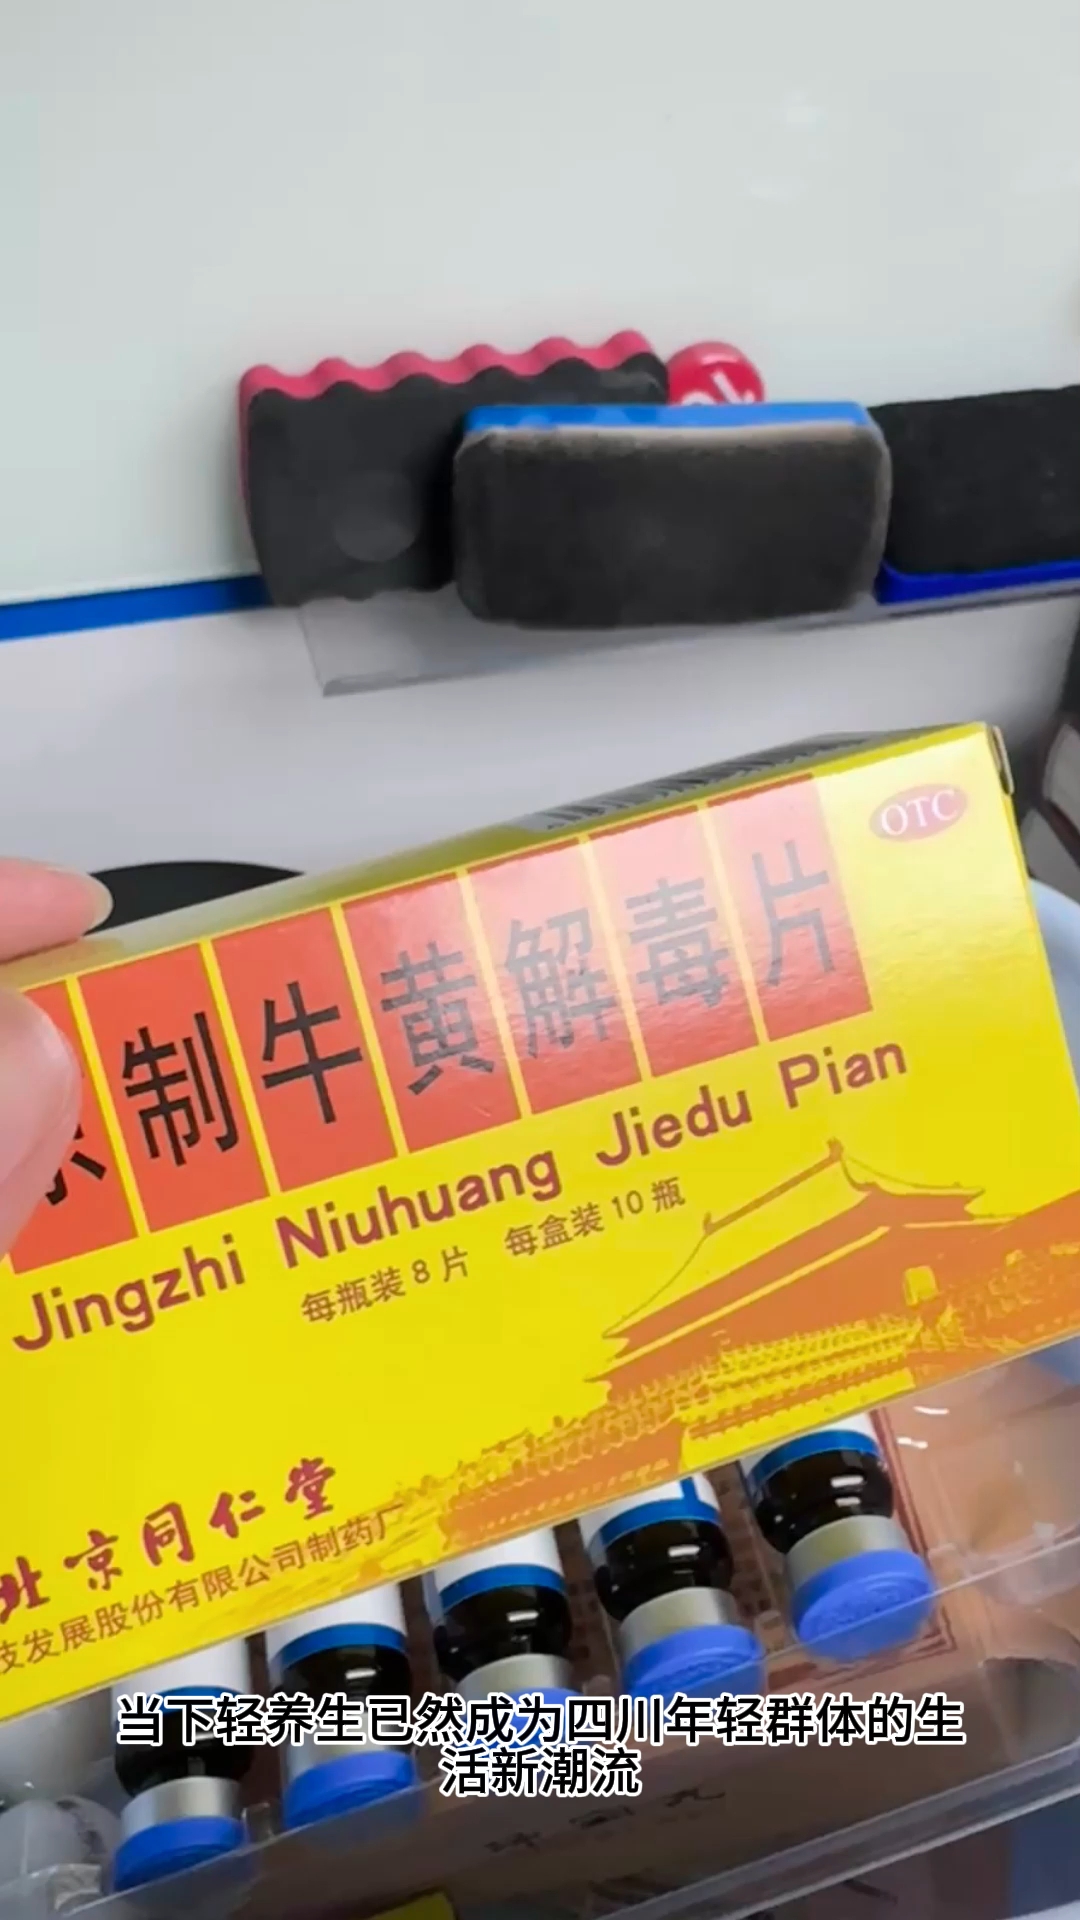 OTC
京制牛黄解毒片
Jingzhi Niuhuang Jiedu Pian
每瓶装8片 每盒装10瓶
北京同仁堂
技发展股份有限公司制药厂
当下轻养生已然成为四川年轻群体的生
活新潮流